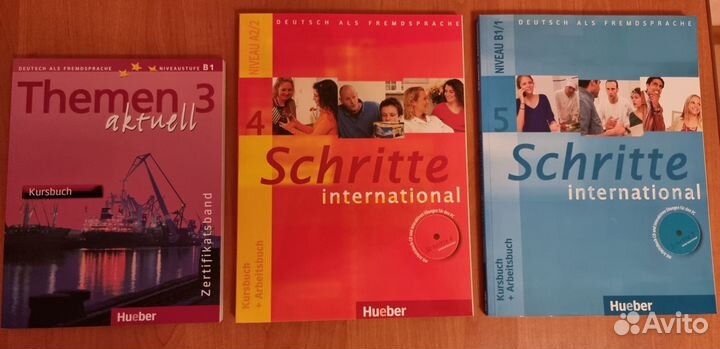 DEUTSCH ALS FREMDSPRACHE
NIVEAUSTUFE B1
Themen 3
aktuell
Kursbuch
Zertifikatsband
Hueber
DEUTSCH ALS FREMDSPRACHE
NIVEAU A2/2
4
Schritte
international
Kursbuch
+ Arbeitsbuch
Hueber
DEUTSCH ALS FREMDSPRACHE
NIVEAU B1/1
5
Schritte
international
Kursbuch
+ Arbeitsbuch
Hueber
Avito